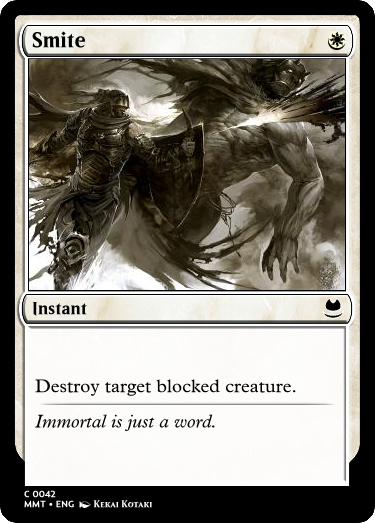 Smite
Instant
Destroy target blocked creature.
Immortal is just a word.
C 0042
MMT • ENG Kekai Kotaki